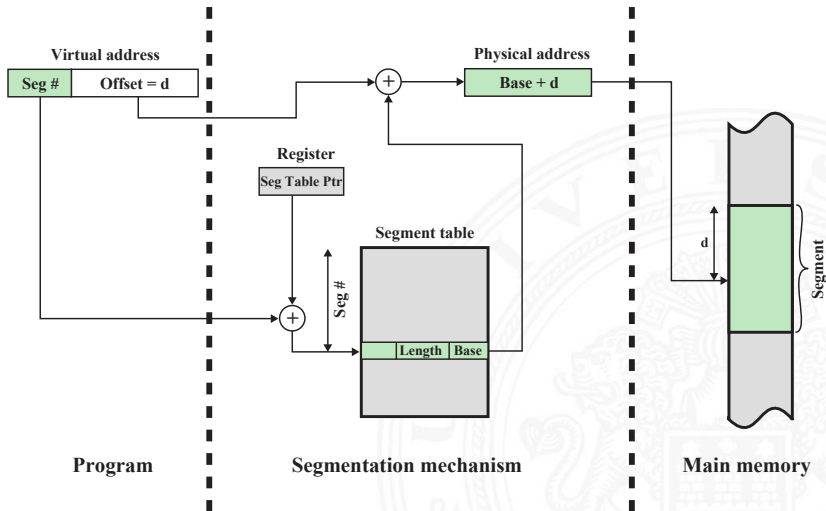 Virtual address
Seg #
Offset = d
+
Physical address
Base + d
Register
Seg Table Ptr
Segment table
Seg #
+
Length
Base
d
Segment
Program
Segmentation mechanism
Main memory